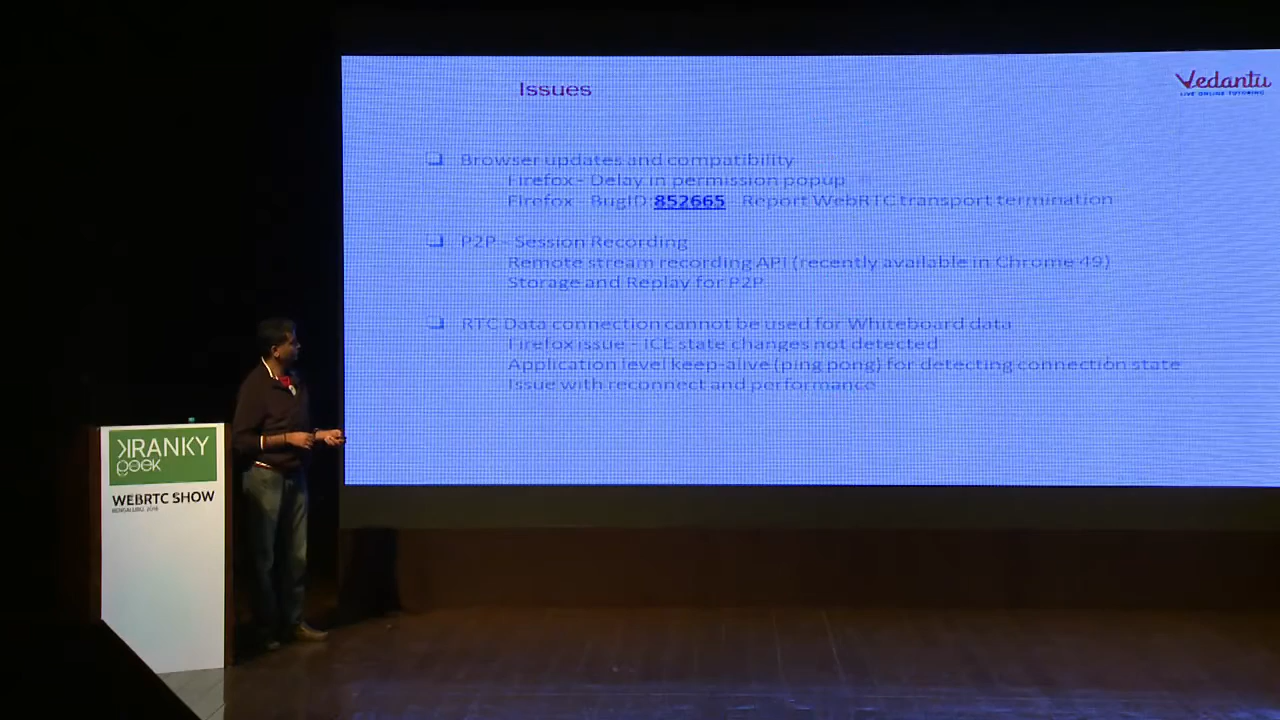 Issues
Vedantu
LIVE ONLINE TUTORING
Browser updates and compatibility
Firefox - Delay in permission popup
Firefox - BugID 852665 - Report WebRTC transport termination
P2P - Session Recording
Remote stream recording API (recently available in Chrome 49)
Storage and Replay for P2P
RTC Data connection cannot be used for Whiteboard data
Firefox issue - ICE state changes not detected
Application level keep-alive (ping pong) for detecting connection state
Issue with reconnect and performance
KRANKY
geek
WEBRTC SHOW
BENGALURU, 2016